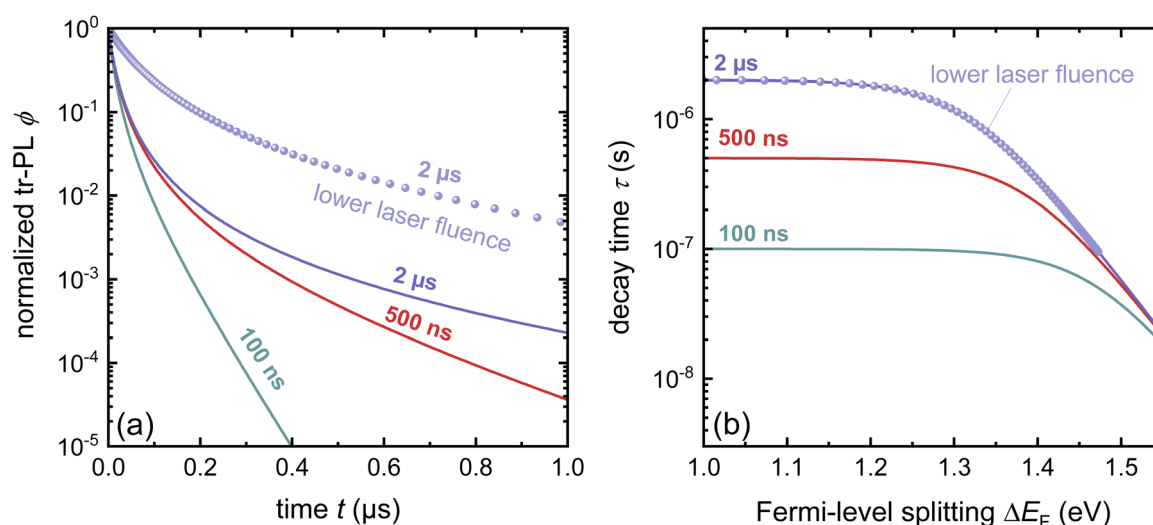 normalized tr-PL ϕ
10⁰
10⁻¹
10⁻²
10⁻³
10⁻⁴
10⁻⁵
2 µs
lower laser fluence
2 µs
500 ns
100 ns
(a)
0.0 0.2 0.4 0.6 0.8 1.0
time t (µs)
decay time τ (s)
10⁻⁶
10⁻⁷
10⁻⁸
2 µs
lower laser fluence
500 ns
100 ns
(b)
1.0 1.1 1.2 1.3 1.4 1.5
Fermi-level splitting ΔE_F (eV)